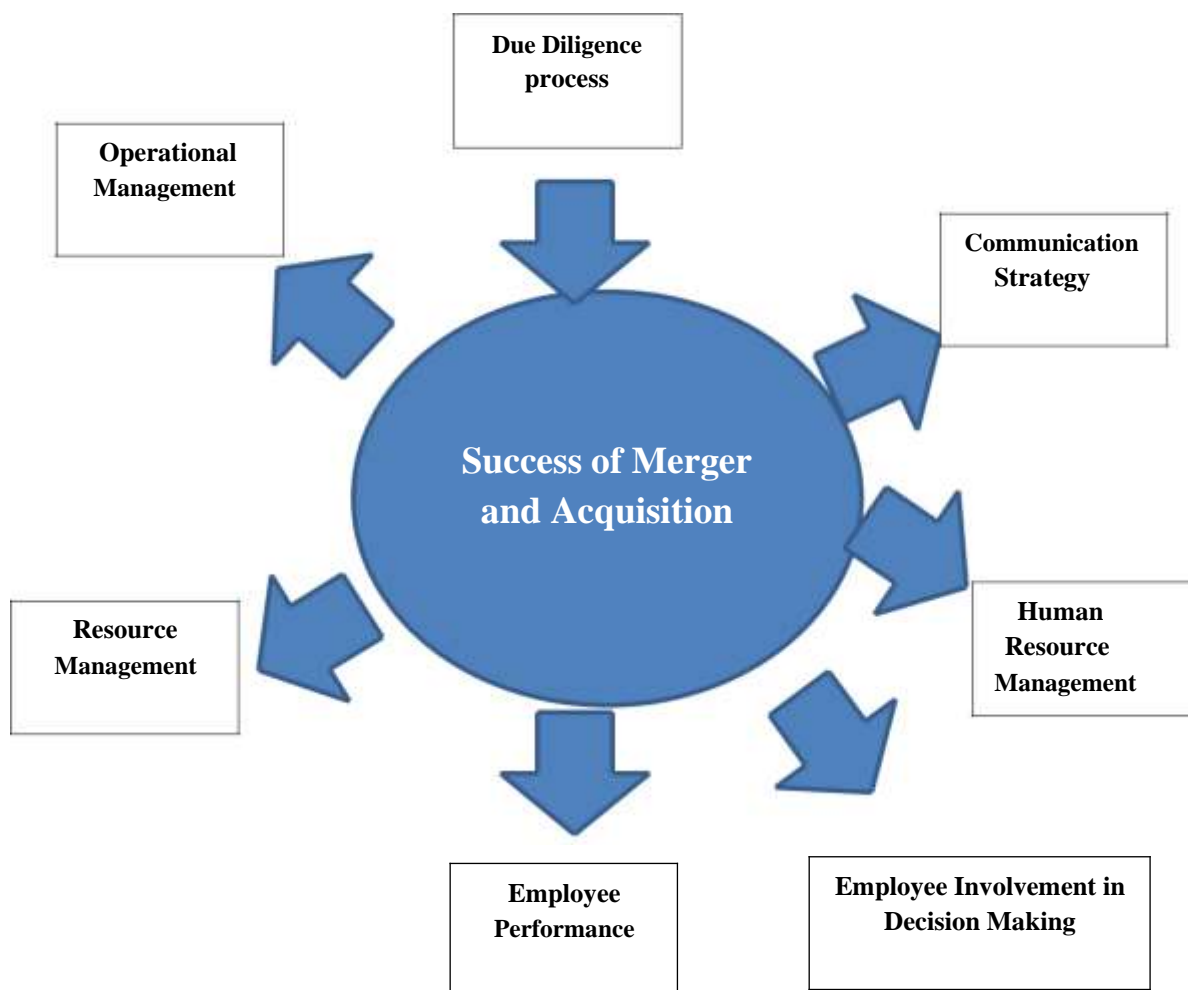 Due Diligence
process
Operational
Management
Communication
Strategy
Success of Merger
and Acquisition
Resource
Management
Human
Resource
Management
Employee
Performance
Employee Involvement in
Decision Making